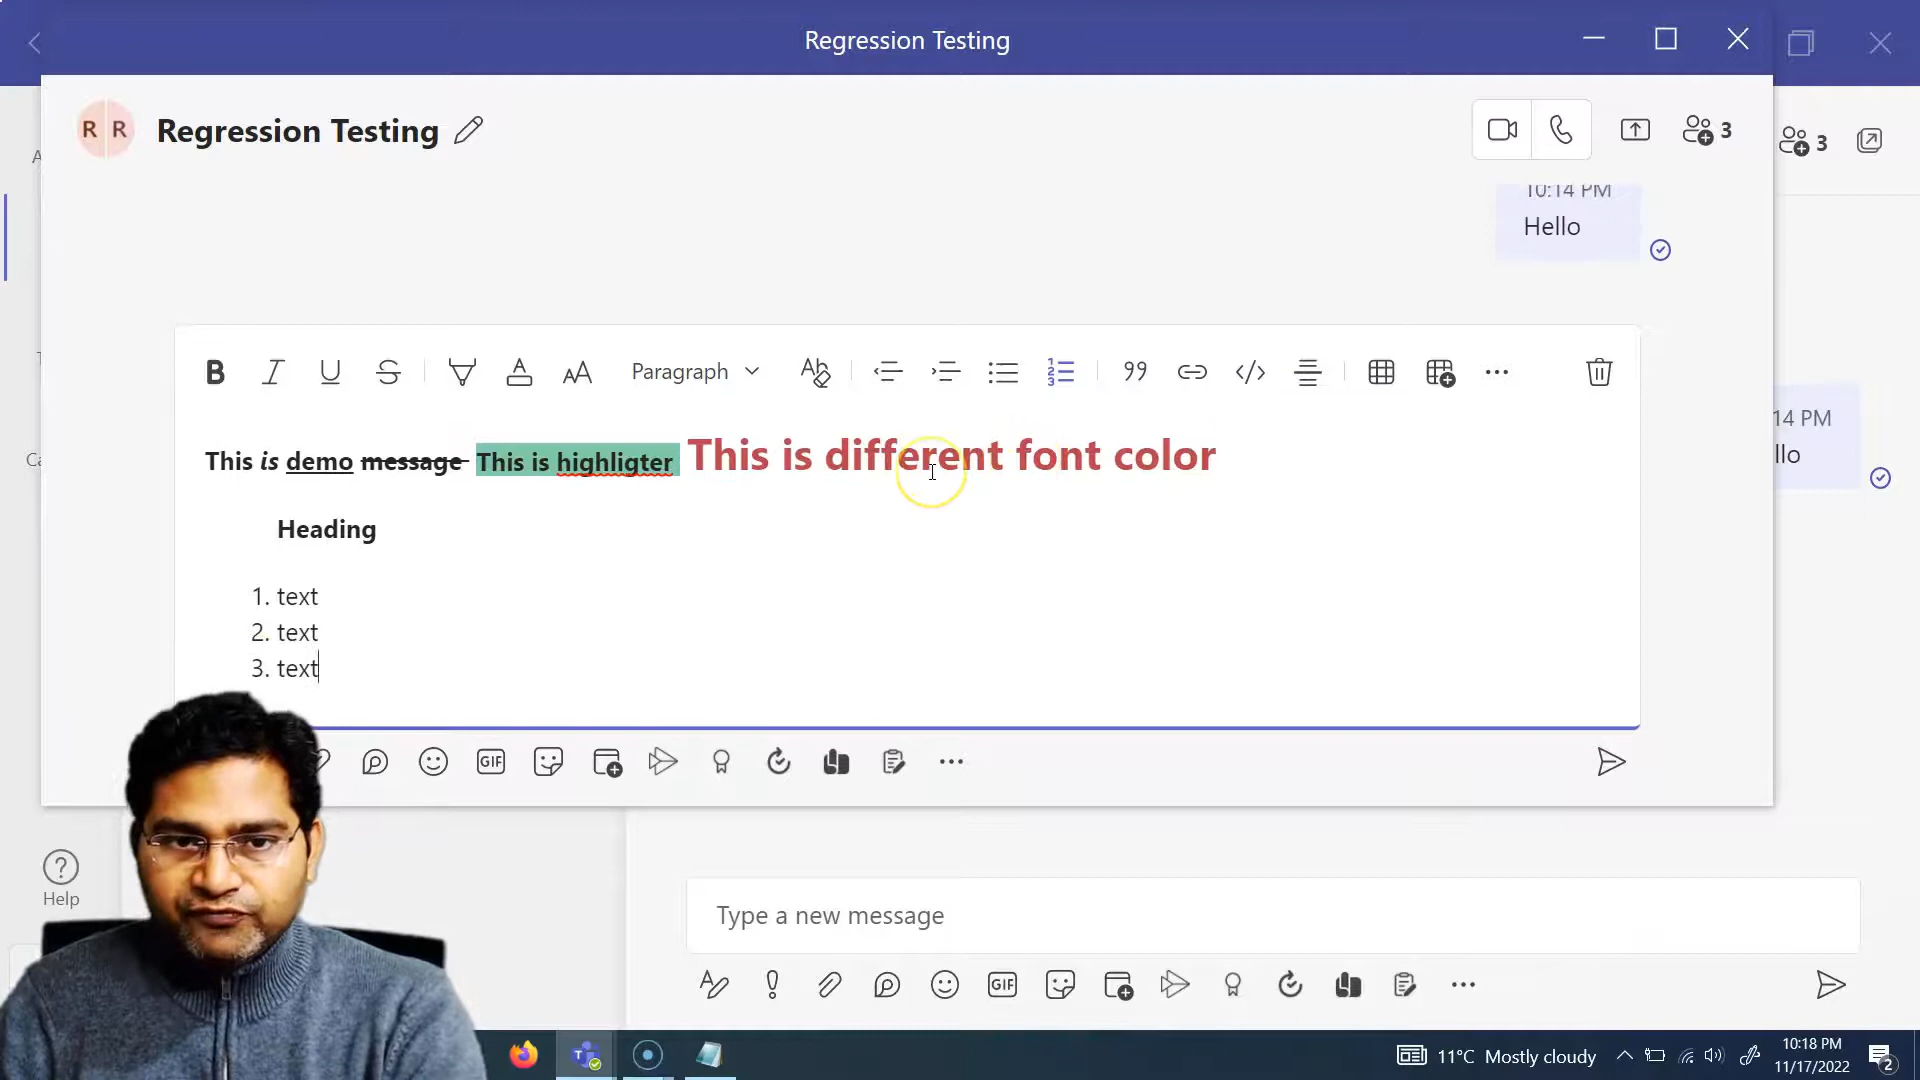 Regression Testing
R R Regression Testing
3
3
10:14 PM
Hello
B I U S Paragraph
This is demo message This is highligter This is different font color
14 PM
llo
Heading
1. text
2. text
3. text
GIF
Help
Type a new message
GIF
11°C Mostly cloudy
10:18 PM
11/17/2022
2